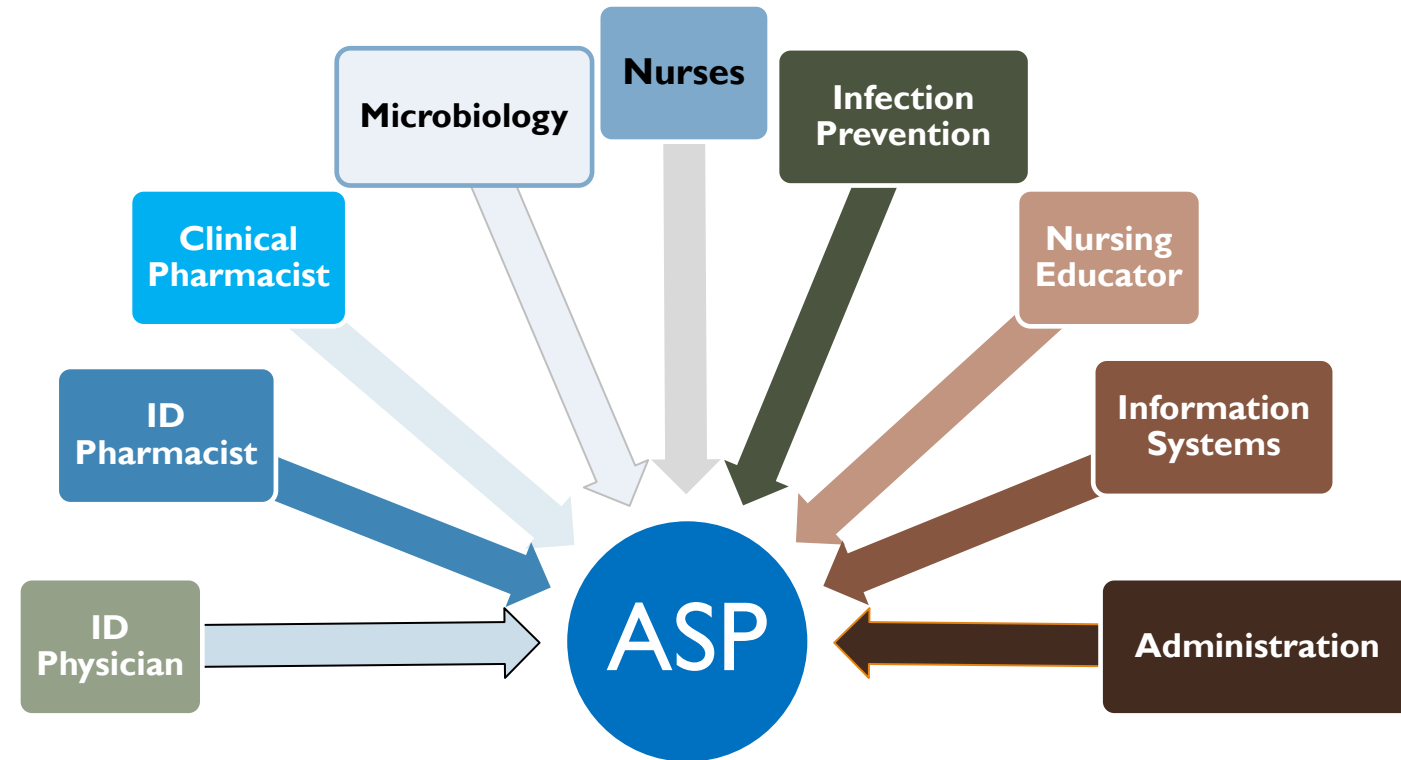 Nurses
Microbiology
Infection
Prevention
Clinical
Pharmacist
Nursing
Educator
ID
Pharmacist
Information
Systems
ID
Physician
ASP
Administration